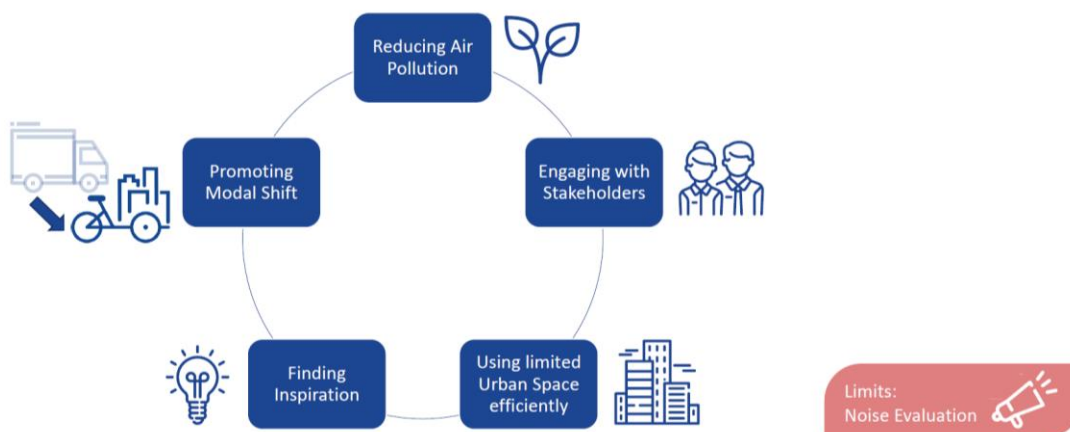 Reducing Air
Pollution
Engaging with
Stakeholders
Using limited
Urban Space
efficiently
Finding
Inspiration
Promoting
Modal Shift
Limits:
Noise Evaluation